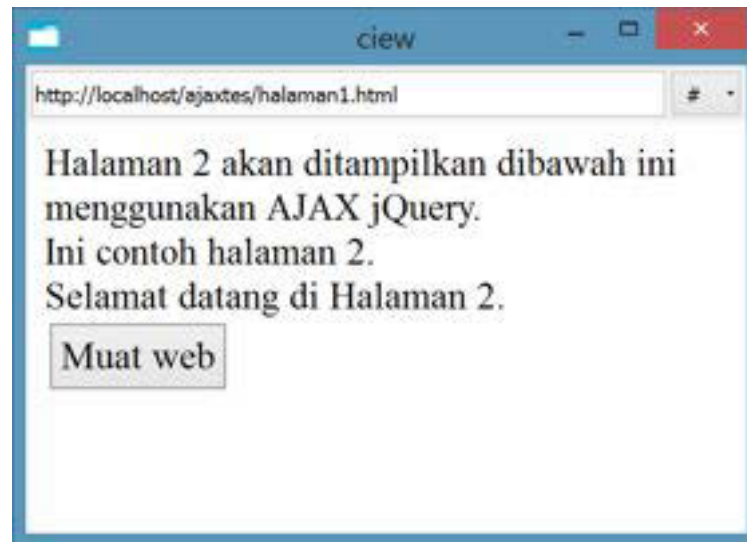 ciew
http://localhost/ajaxtes/halaman1.html
#
Halaman 2 akan ditampilkan dibawah ini
menggunakan AJAX jQuery.
Ini contoh halaman 2.
Selamat datang di Halaman 2.
Muat web